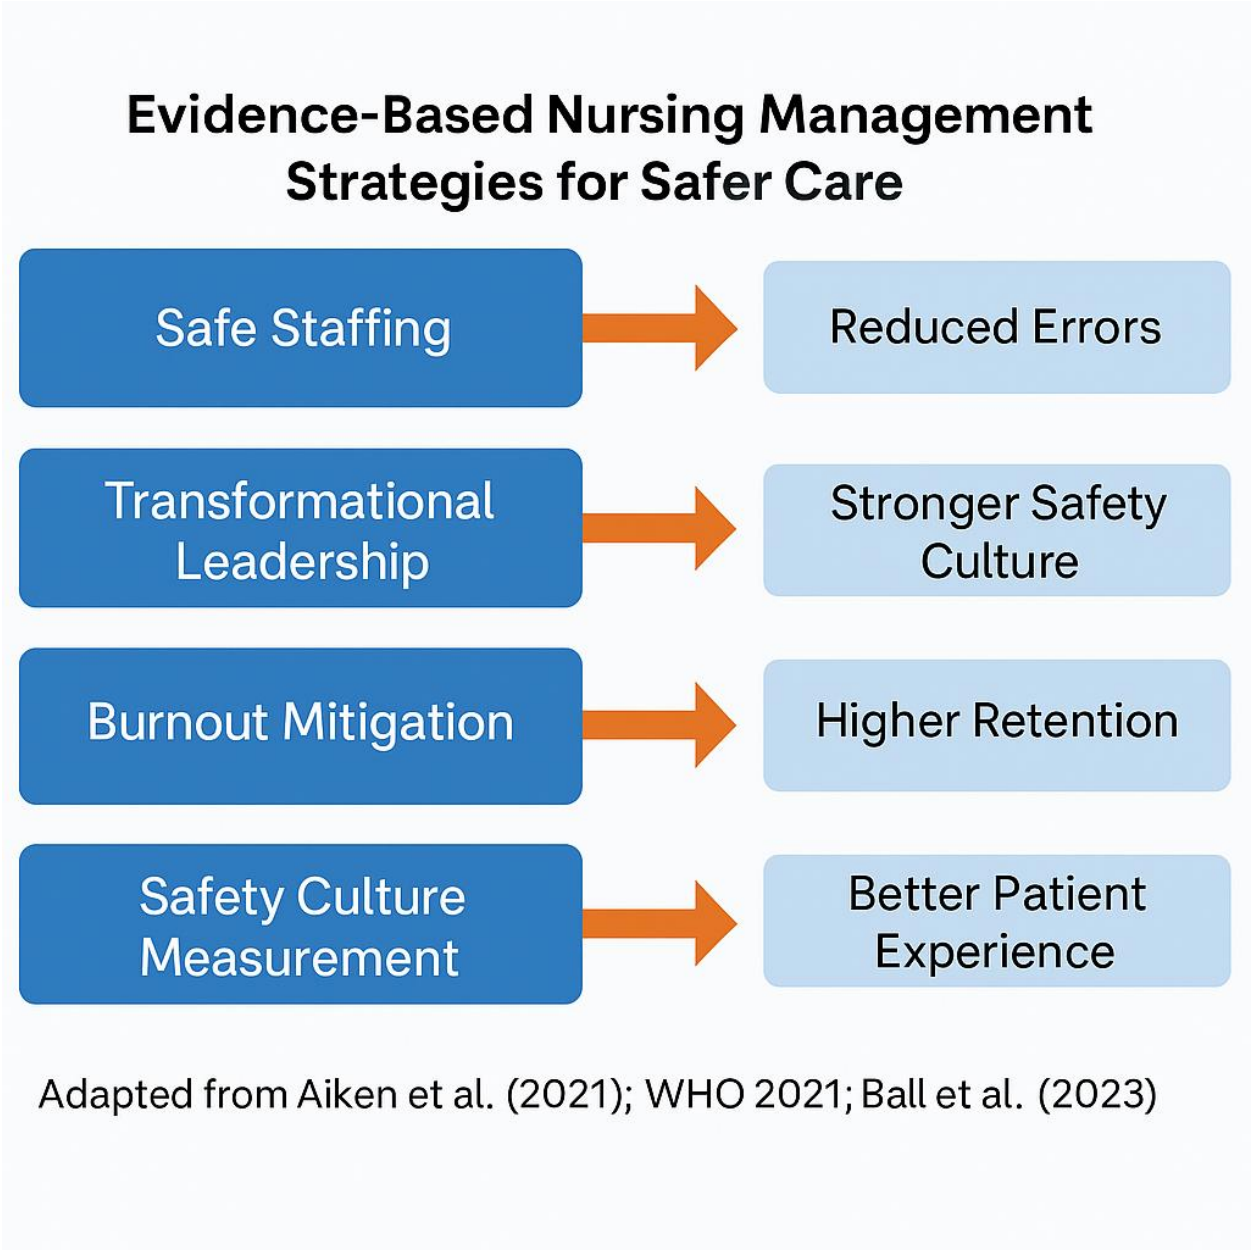 Evidence-Based Nursing Management
Strategies for Safer Care
Safe Staffing
Reduced Errors
Transformational
Leadership
Stronger Safety
Culture
Burnout Mitigation
Higher Retention
Safety Culture
Measurement
Better Patient
Experience
Adapted from Aiken et al. (2021); WHO 2021; Ball et al. (2023)